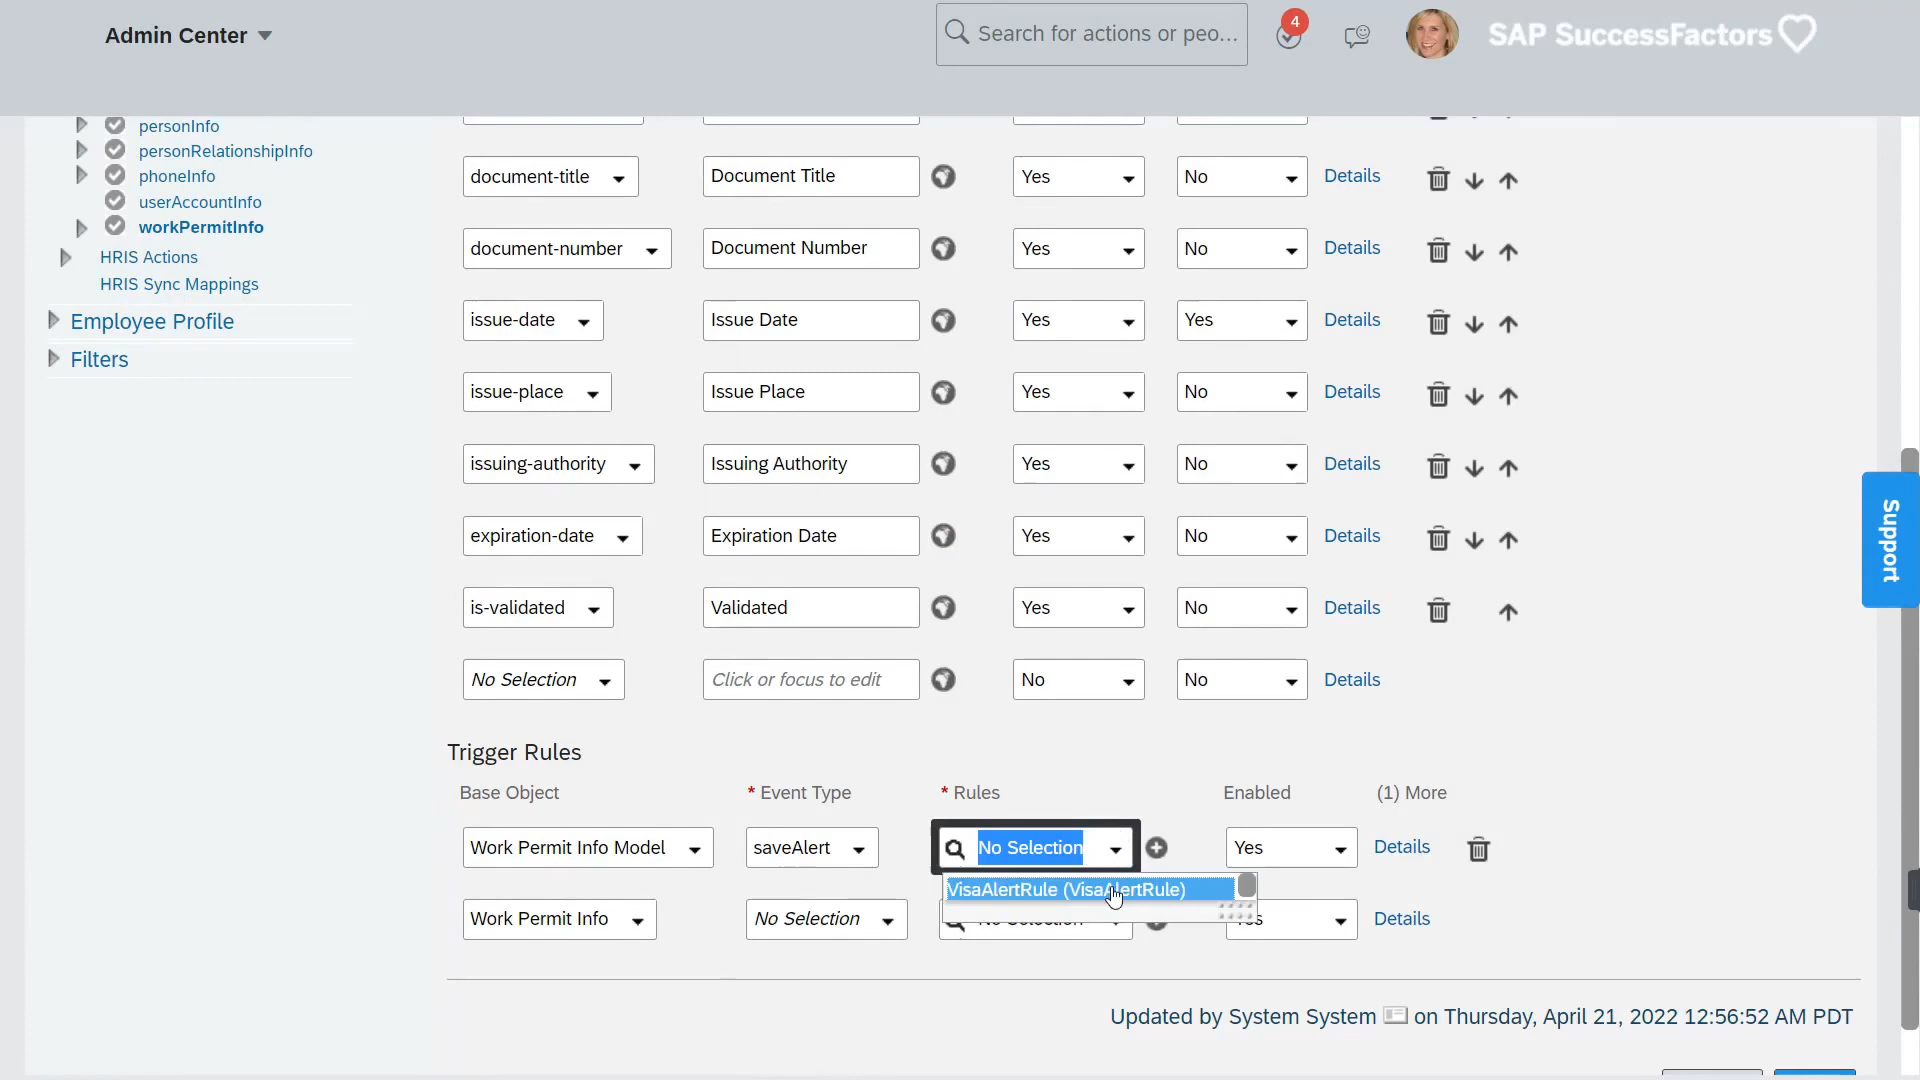 Admin Center
Search for actions or peo...
4
SAP SuccessFactors
personInfo
personRelationshipInfo
phoneInfo
userAccountInfo
workPermitInfo
HRIS Actions
HRIS Sync Mappings
Employee Profile
Filters
document-title Document Title Yes No Details
document-number Document Number Yes No Details
issue-date Issue Date Yes Yes Details
issue-place Issue Place Yes No Details
issuing-authority Issuing Authority Yes No Details
expiration-date Expiration Date Yes No Details
is-validated Validated Yes No Details
No Selection Click or focus to edit No No Details
Support
Trigger Rules
Base Object * Event Type * Rules Enabled (1) More
Work Permit Info Model saveAlert No Selection Yes Details
VisaAlertRule (VisaAlertRule)
Work Permit Info No Selection No Selection Yes Details
Updated by System System on Thursday, April 21, 2022 12:56:52 AM PDT